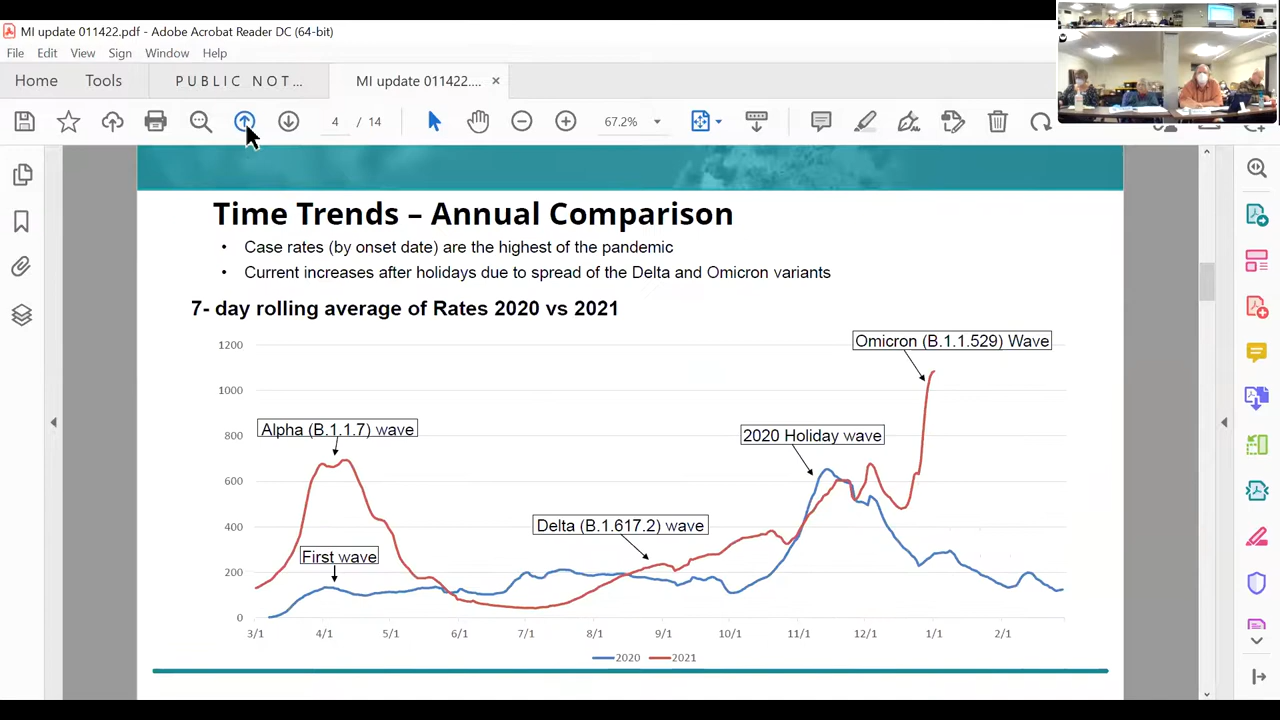 MI update 011422.pdf - Adobe Acrobat Reader DC (64-bit)
File Edit View Sign Window Help
Home Tools PUBLIC NOT... MI update 011422.... ×
4 / 14 67.2%
Time Trends – Annual Comparison
• Case rates (by onset date) are the highest of the pandemic
• Current increases after holidays due to spread of the Delta and Omicron variants
7- day rolling average of Rates 2020 vs 2021
1200
Omicron (B.1.1.529) Wave
1000
Alpha (B.1.1.7) wave
800
2020 Holiday wave
600
Delta (B.1.617.2) wave
400
First wave
200
0
3/1 4/1 5/1 6/1 7/1 8/1 9/1 10/1 11/1 12/1 1/1 2/1
2020 2021